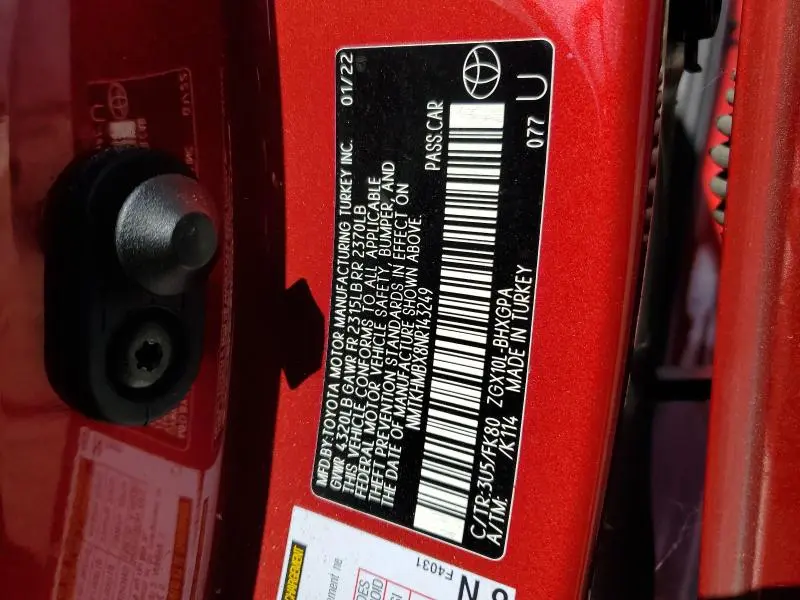 MFD BY: TOYOTA MOTOR MANUFACTURING TURKEY INC. 01/22
GVWR 4320LB GAWR FR 2315LB RR 2370LB
THIS VEHICLE CONFORMS TO ALL APPLICABLE
FEDERAL MOTOR VEHICLE SAFETY, BUMPER, AND
THEFT PREVENTION STANDARDS IN EFFECT ON
THE DATE OF MANUFACTURE SHOWN ABOVE.
NMTKHMBX8NR143249 PASS.CAR
C/TR:3U5/FK80 ZGX10L-BHXGPA
A/TM: /K114 MADE IN TURKEY
077 U
CHARGEMENT
F4031